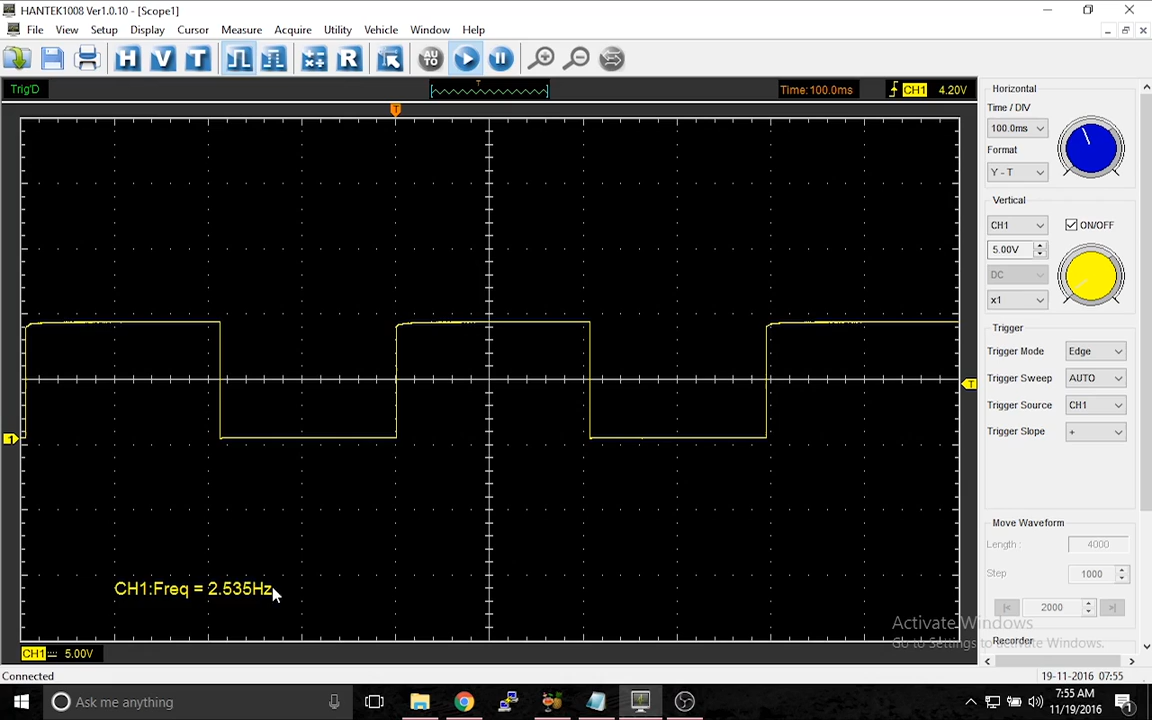 HANTEK1008 Ver1.0.10 - [Scope1]
File View Setup Display Cursor Measure Acquire Utility Vehicle Window Help
H V T R AU TO
Trig'D T Time:100.0ms CH1 4.20V
T
Horizontal
Time / DIV
100.0ms
Format
Y - T
Vertical
CH1 ON/OFF
5.00V
DC
x1
Trigger
Trigger Mode Edge
Trigger Sweep AUTO
T
Trigger Source CH1
Trigger Slope +
1
Move Waveform
Length : 4000
Step 1000
|< 2000 >|
CH1:Freq = 2.535Hz
Activate Windows
Go to Settings to activate Windows.
Recorder
CH1 5.00V
Connected 19-11-2016 07:55
Ask me anything
7:55 AM
11/19/2016
1